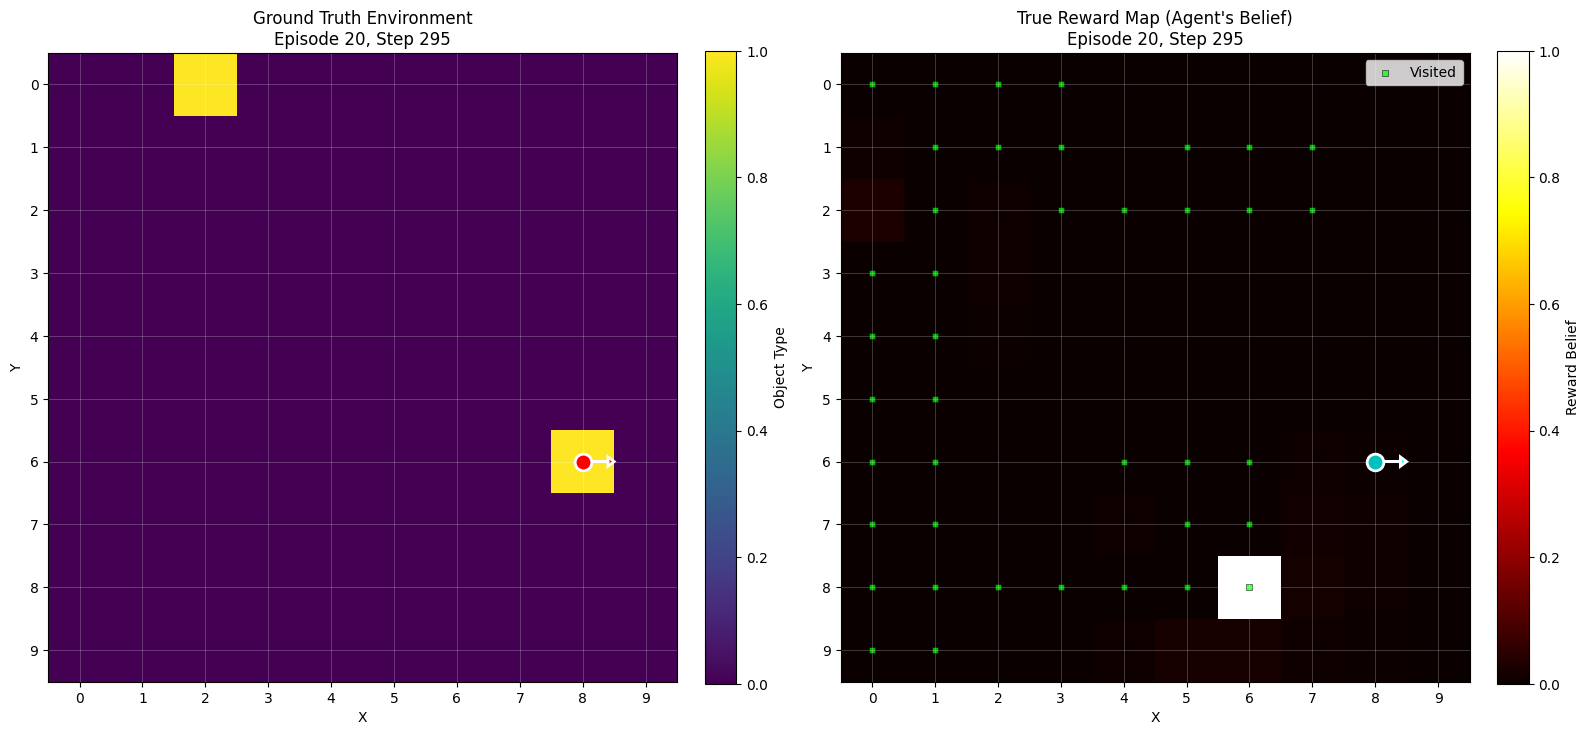 Ground Truth Environment
Episode 20, Step 295
True Reward Map (Agent's Belief)
Episode 20, Step 295
Visited
0
1
2
3
4
5
6
7
8
9
Y
0 1 2 3 4 5 6 7 8 9
X
1.0
0.8
0.6
0.4
0.2
0.0
Object Type
0
1
2
3
4
5
6
7
8
9
Y
0 1 2 3 4 5 6 7 8 9
X
1.0
0.8
0.6
0.4
0.2
0.0
Reward Belief